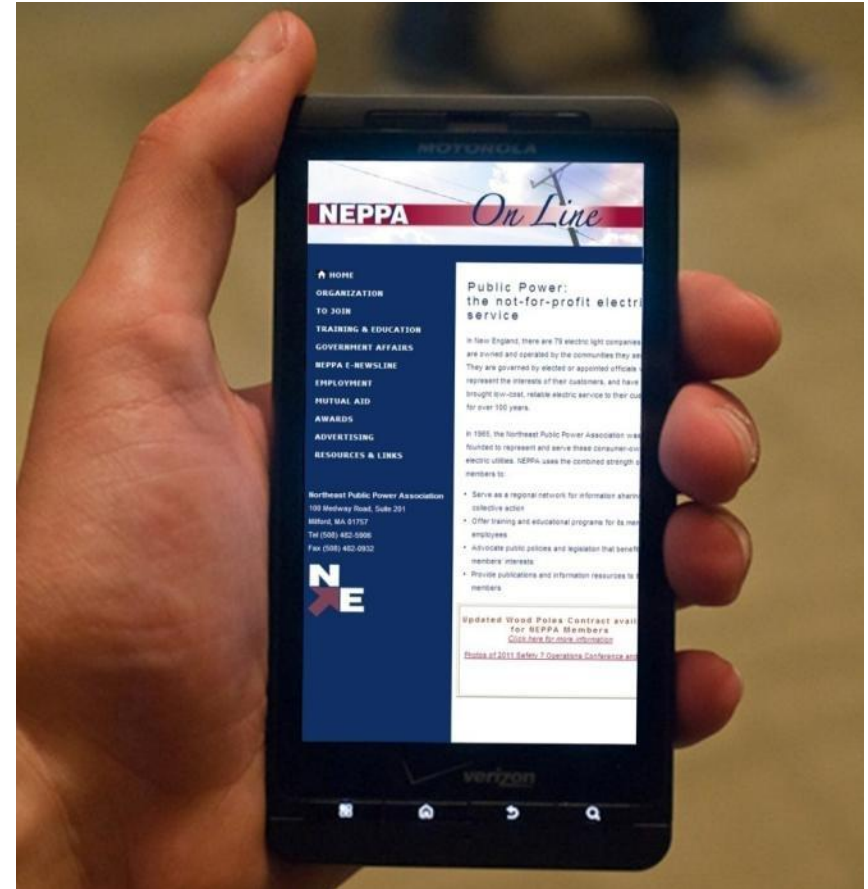 MOTOROLA
NEPPA On Line
HOME
ORGANIZATION
TO JOIN
TRAINING & EDUCATION
GOVERNMENT AFFAIRS
NEPPA E-NEWSLINE
EMPLOYMENT
MUTUAL AID
AWARDS
ADVERTISING
RESOURCES & LINKS
Northeast Public Power Association
100 Medway Road, Suite 201
Milford, MA 01757
Tel (508) 482-5906
Fax (508) 482-0932
NE
Public Power:
the not-for-profit electri
service
In New England, there are 79 electric light companies
are owned and operated by the communities they se
They are governed by elected or appointed officials
represent the interests of their customers, and have
brought low-cost, reliable electric service to their cus
for over 100 years.
In 1965, the Northeast Public Power Association was
founded to represent and serve these consumer-ow
electric utilities. NEPPA uses the combined strength o
members to:
• Serve as a regional network for information sharin
collective action
• Offer training and educational programs for its mem
employees
• Advocate public policies and legislation that benefi
members' interests
• Provide publications and information resources to
members
Updated Wood Poles Contract avail
for NEPPA Members
Click here for more information
Photos of 2011 Safety 7 Operations Conference and
verizon